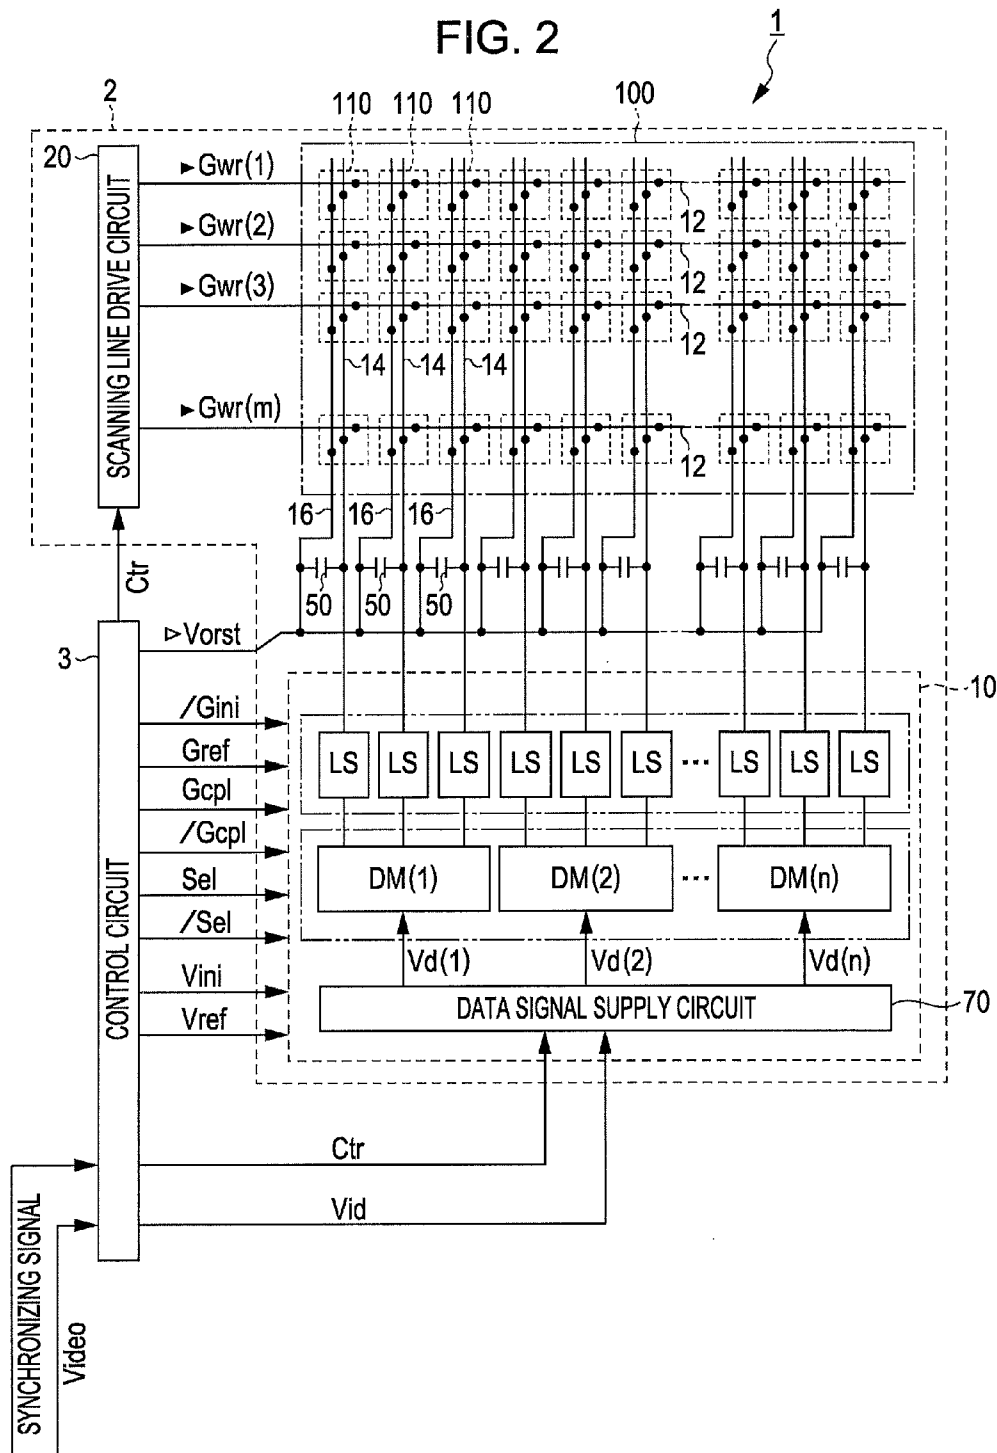 FIG. 2
1
2
110 110 110
100
20
SCANNING LINE DRIVE CIRCUIT
►Gwr(1)
12
►Gwr(2)
12
►Gwr(3)
12
14 14 14
►Gwr(m)
12
16 16 16
50 50 50
Ctr
▷Vorst
3
CONTROL CIRCUIT
10
/Gini
Gref
Gcpl
/Gcpl
Sel
/Sel
Vini
Vref
LS LS LS LS LS LS ··· LS LS LS
DM(1) DM(2) ··· DM(n)
Vd(1) Vd(2) Vd(n)
DATA SIGNAL SUPPLY CIRCUIT
70
Ctr
Vid
SYNCHRONIZING SIGNAL
Video